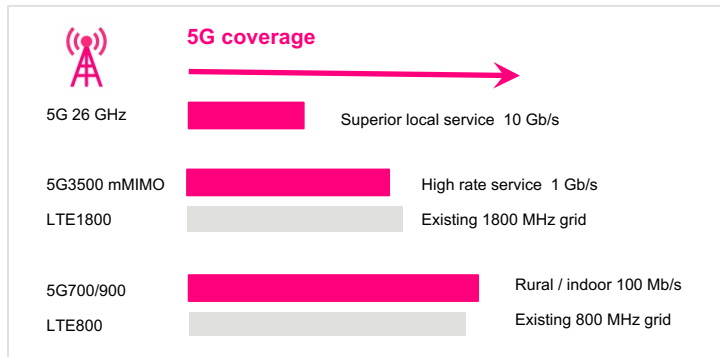 5G coverage
5G 26 GHz
Superior local service 10 Gb/s
5G3500 mMIMO
High rate service 1 Gb/s
LTE1800
Existing 1800 MHz grid
5G700/900
Rural / indoor 100 Mb/s
LTE800
Existing 800 MHz grid